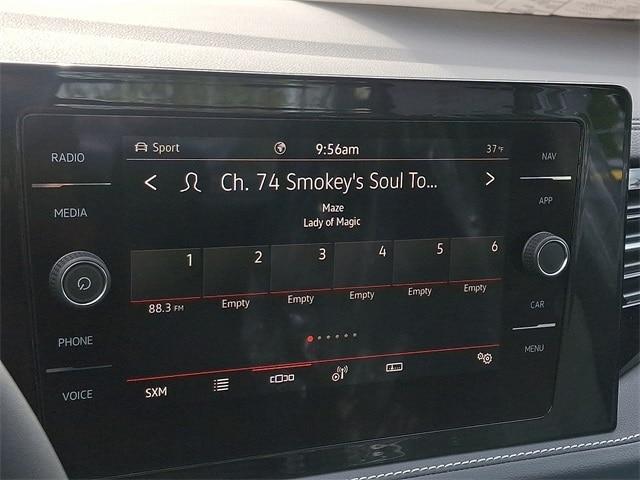 RADIO
MEDIA
PHONE
VOICE
Sport
9:56am
37 °F
Ch. 74 Smokey's Soul To...
Maze
Lady of Magic
1 2 3 4 5 6
88.3 FM Empty Empty Empty Empty Empty
SXM
NAV
APP
CAR
MENU